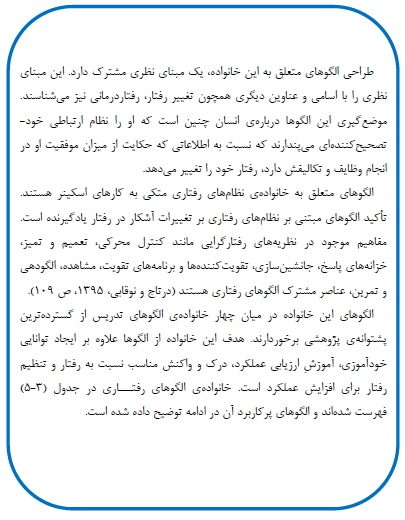 طراحی الگوهای متعلق به این خانواده، یک مبنای نظری مشترک دارد. این مبنای
نظری را با اسامی و عناوین دیگری همچون تغییر رفتار، رفتاردرمانی نیز می‌شناسند.
موضع‌گیری این الگوها درباره‌ی انسان چنین است که او را نظام ارتباطی خود-
تصحیح‌کننده‌ای می‌پندارند که نسبت به اطلاعاتی که حکایت از میزان موفقیت او در
انجام وظایف و تکالیفش دارد، رفتار خود را تغییر می‌دهد.
الگوهای متعلق به خانواده‌ی نظام‌های رفتاری متکی به کارهای اسکینر هستند.
تأکید الگوهای مبتنی بر نظام‌های رفتاری بر تغییرات آشکار در رفتار یادگیرنده است.
مفاهیم موجود در نظریه‌های رفتارگرایی مانند کنترل محرکی، تعمیم و تمیز،
خزانه‌های پاسخ، جانشین‌سازی، تقویت‌کننده‌ها و برنامه‌های تقویت، مشاهده، الگودهی
و تمرین، عناصر مشترک الگوهای رفتاری هستند (درتاج و نوقابی، ۱۳۹۵، ص ۱۰۹).
الگوهای این خانواده در میان چهار خانواده‌ی الگوهای تدریس از گسترده‌ترین
پشتوانه‌ی پژوهشی برخوردارند. هدف این خانواده از الگوها علاوه بر ایجاد توانایی
خودآموزی، آموزشِ ارزیابی عملکرد، درک و واکنش مناسب نسبت به رفتار و تنظیم
رفتار برای افزایش عملکرد است. خانواده‌ی الگوهای رفتـــاری در جدول (۳-۵)
فهرست شده‌اند و الگوهای پرکاربرد آن در ادامه توضیح داده شده است.